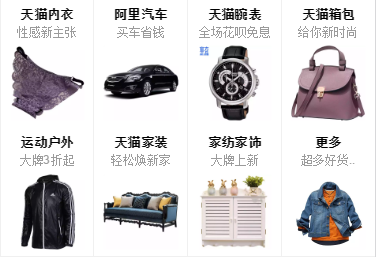 天猫内衣
性感新主张
阿里汽车
买车省钱
天猫腕表
全场花呗免息
天猫箱包
给你新时尚
运动户外
大牌3折起
天猫家装
轻松焕新家
家纺家饰
大牌上新
更多
超多好货..